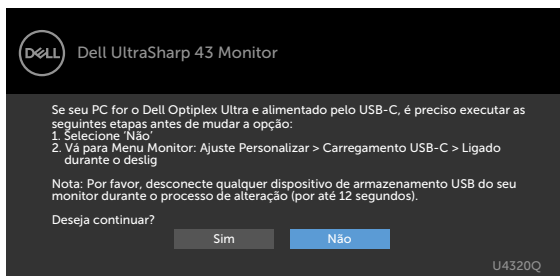 DELL
Dell UltraSharp 43 Monitor
Se seu PC for o Dell Optiplex Ultra e alimentado pelo USB-C, é preciso executar as
seguintes etapas antes de mudar a opção:
1. Selecione ‘Não’
2. Vá para Menu Monitor: Ajuste Personalizar > Carregamento USB-C > Ligado
durante o deslig
Nota: Por favor, desconecte qualquer dispositivo de armazenamento USB do seu
monitor durante o processo de alteração (por até 12 segundos).
Deseja continuar?
Sim
Não
U4320Q